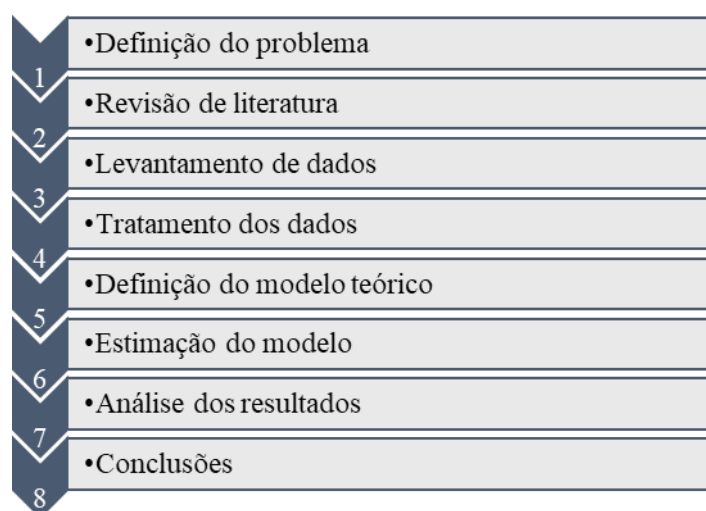 •Definição do problema
1
•Revisão de literatura
2
•Levantamento de dados
3
•Tratamento dos dados
4
•Definição do modelo teórico
5
•Estimação do modelo
6
•Análise dos resultados
7
•Conclusões
8